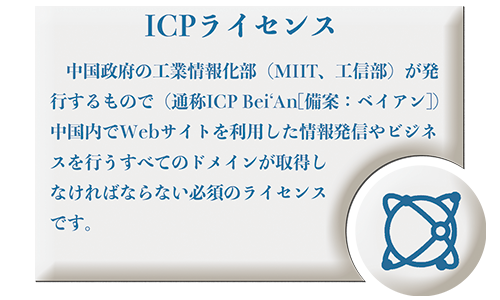 ICPライセンス
中国政府の工業情報化部（MIIT、工信部）が発
行するもので（通称ICP Bei‘An[備案：ベイアン]）
中国内でWebサイトを利用した情報発信やビジネ
スを行うすべてのドメインが取得し
なければならない必須のライセンス
です。